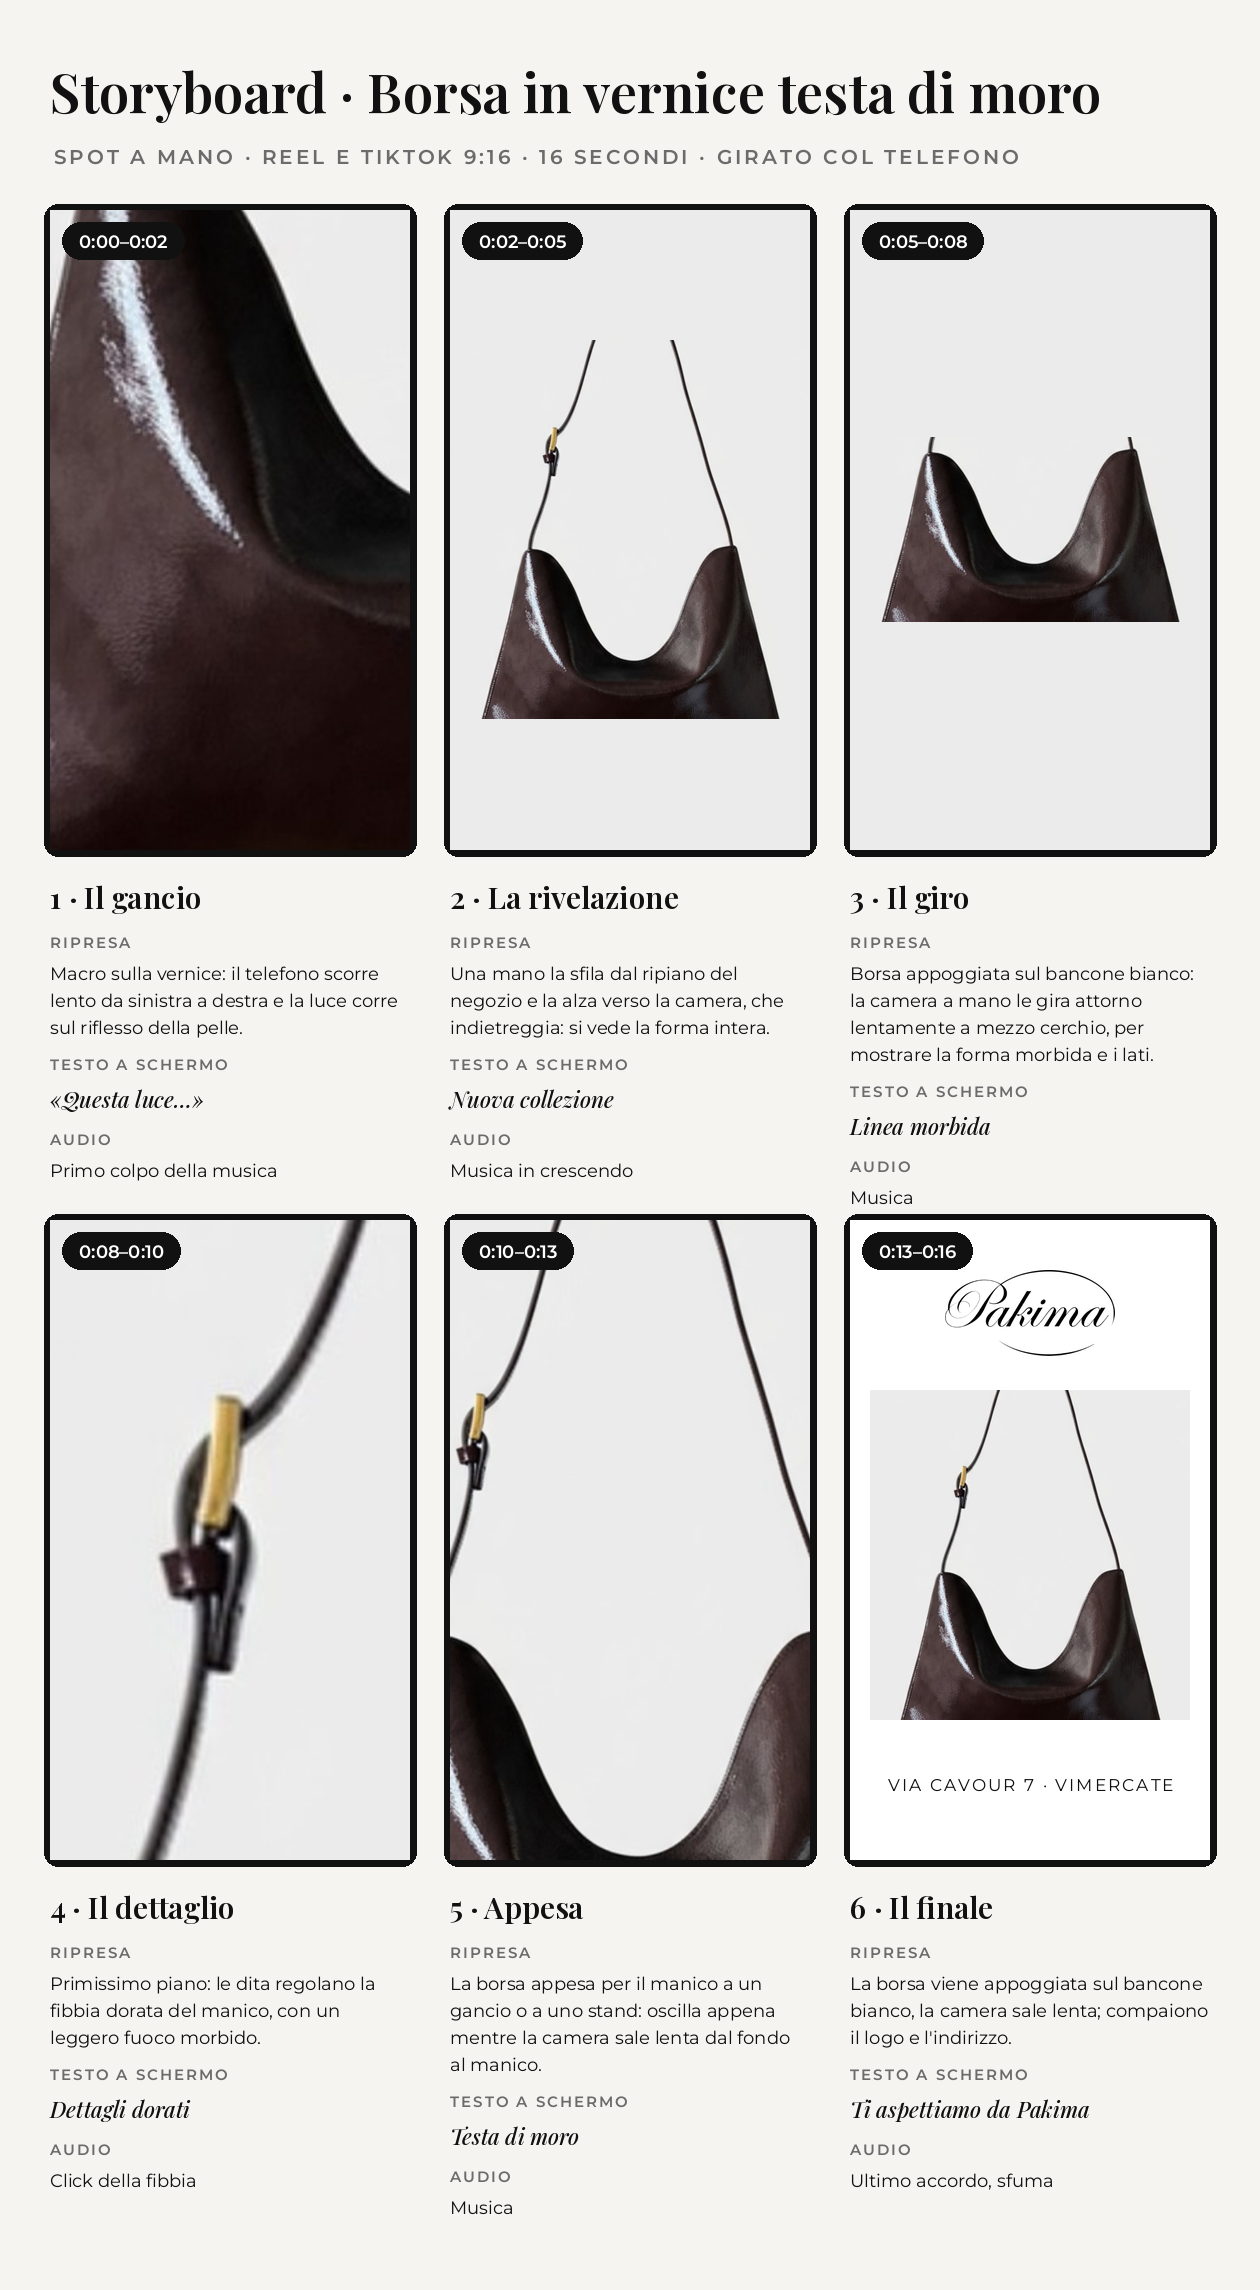 Storyboard · Borsa in vernice testa di moro
SPOT A MANO · REEL E TIKTOK 9:16 · 16 SECONDI · GIRATO COL TELEFONO
0:00–0:02
1 · Il gancio
RIPRESA
Macro sulla vernice: il telefono scorre
lento da sinistra a destra e la luce corre
sul riflesso della pelle.
TESTO A SCHERMO
«Questa luce...»
AUDIO
Primo colpo della musica
0:02–0:05
2 · La rivelazione
RIPRESA
Una mano la sfila dal ripiano del
negozio e la alza verso la camera, che
indietreggia: si vede la forma intera.
TESTO A SCHERMO
Nuova collezione
AUDIO
Musica in crescendo
0:05–0:08
3 · Il giro
RIPRESA
Borsa appoggiata sul bancone bianco:
la camera a mano le gira attorno
lentamente a mezzo cerchio, per
mostrare la forma morbida e i lati.
TESTO A SCHERMO
Linea morbida
AUDIO
Musica
0:08–0:10
4 · Il dettaglio
RIPRESA
Primissimo piano: le dita regolano la
fibbia dorata del manico, con un
leggero fuoco morbido.
TESTO A SCHERMO
Dettagli dorati
AUDIO
Click della fibbia
0:10–0:13
5 · Appesa
RIPRESA
La borsa appesa per il manico a un
gancio o a uno stand: oscilla appena
mentre la camera sale lenta dal fondo
al manico.
TESTO A SCHERMO
Testa di moro
AUDIO
Musica
0:13–0:16
Pakima
VIA CAVOUR 7 · VIMERCATE
6 · Il finale
RIPRESA
La borsa viene appoggiata sul bancone
bianco, la camera sale lenta; compaiono
il logo e l'indirizzo.
TESTO A SCHERMO
Ti aspettiamo da Pakima
AUDIO
Ultimo accordo, sfuma